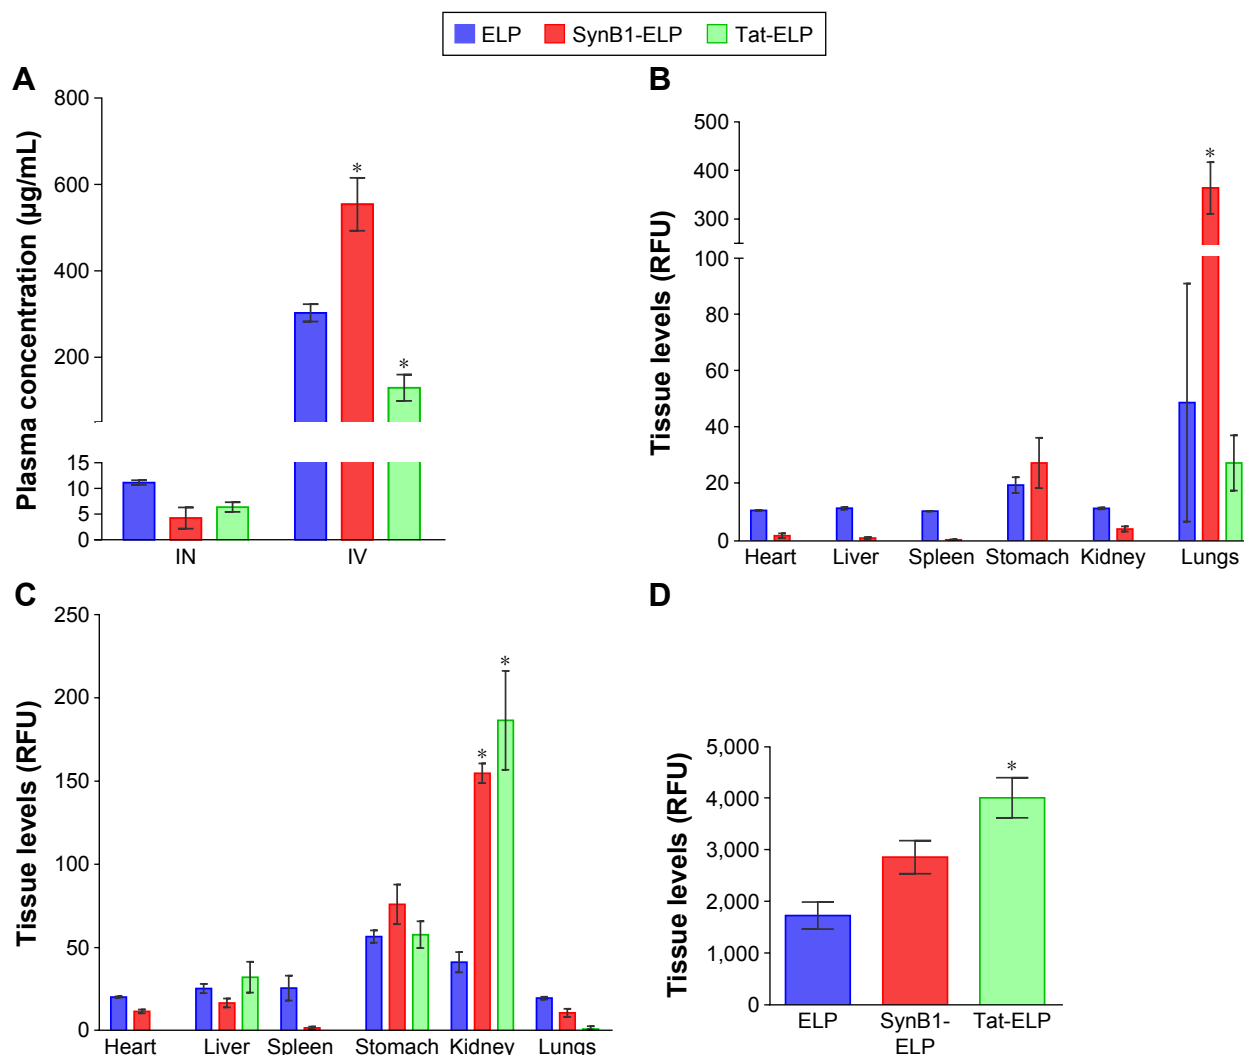 ELP SynB1-ELP Tat-ELP
A
Plasma concentration (µg/mL)
800
600
400
200
15
10
5
0
*
*
IN IV
B
Tissue levels (RFU)
500
400
300
100
80
60
40
20
0
*
Heart Liver Spleen Stomach Kidney Lungs
C
Tissue levels (RFU)
250
200
150
100
50
0
*
*
Heart Liver Spleen Stomach Kidney Lungs
D
Tissue levels (RFU)
5,000
4,000
3,000
2,000
1,000
0
*
ELP SynB1- Tat-ELP
ELP